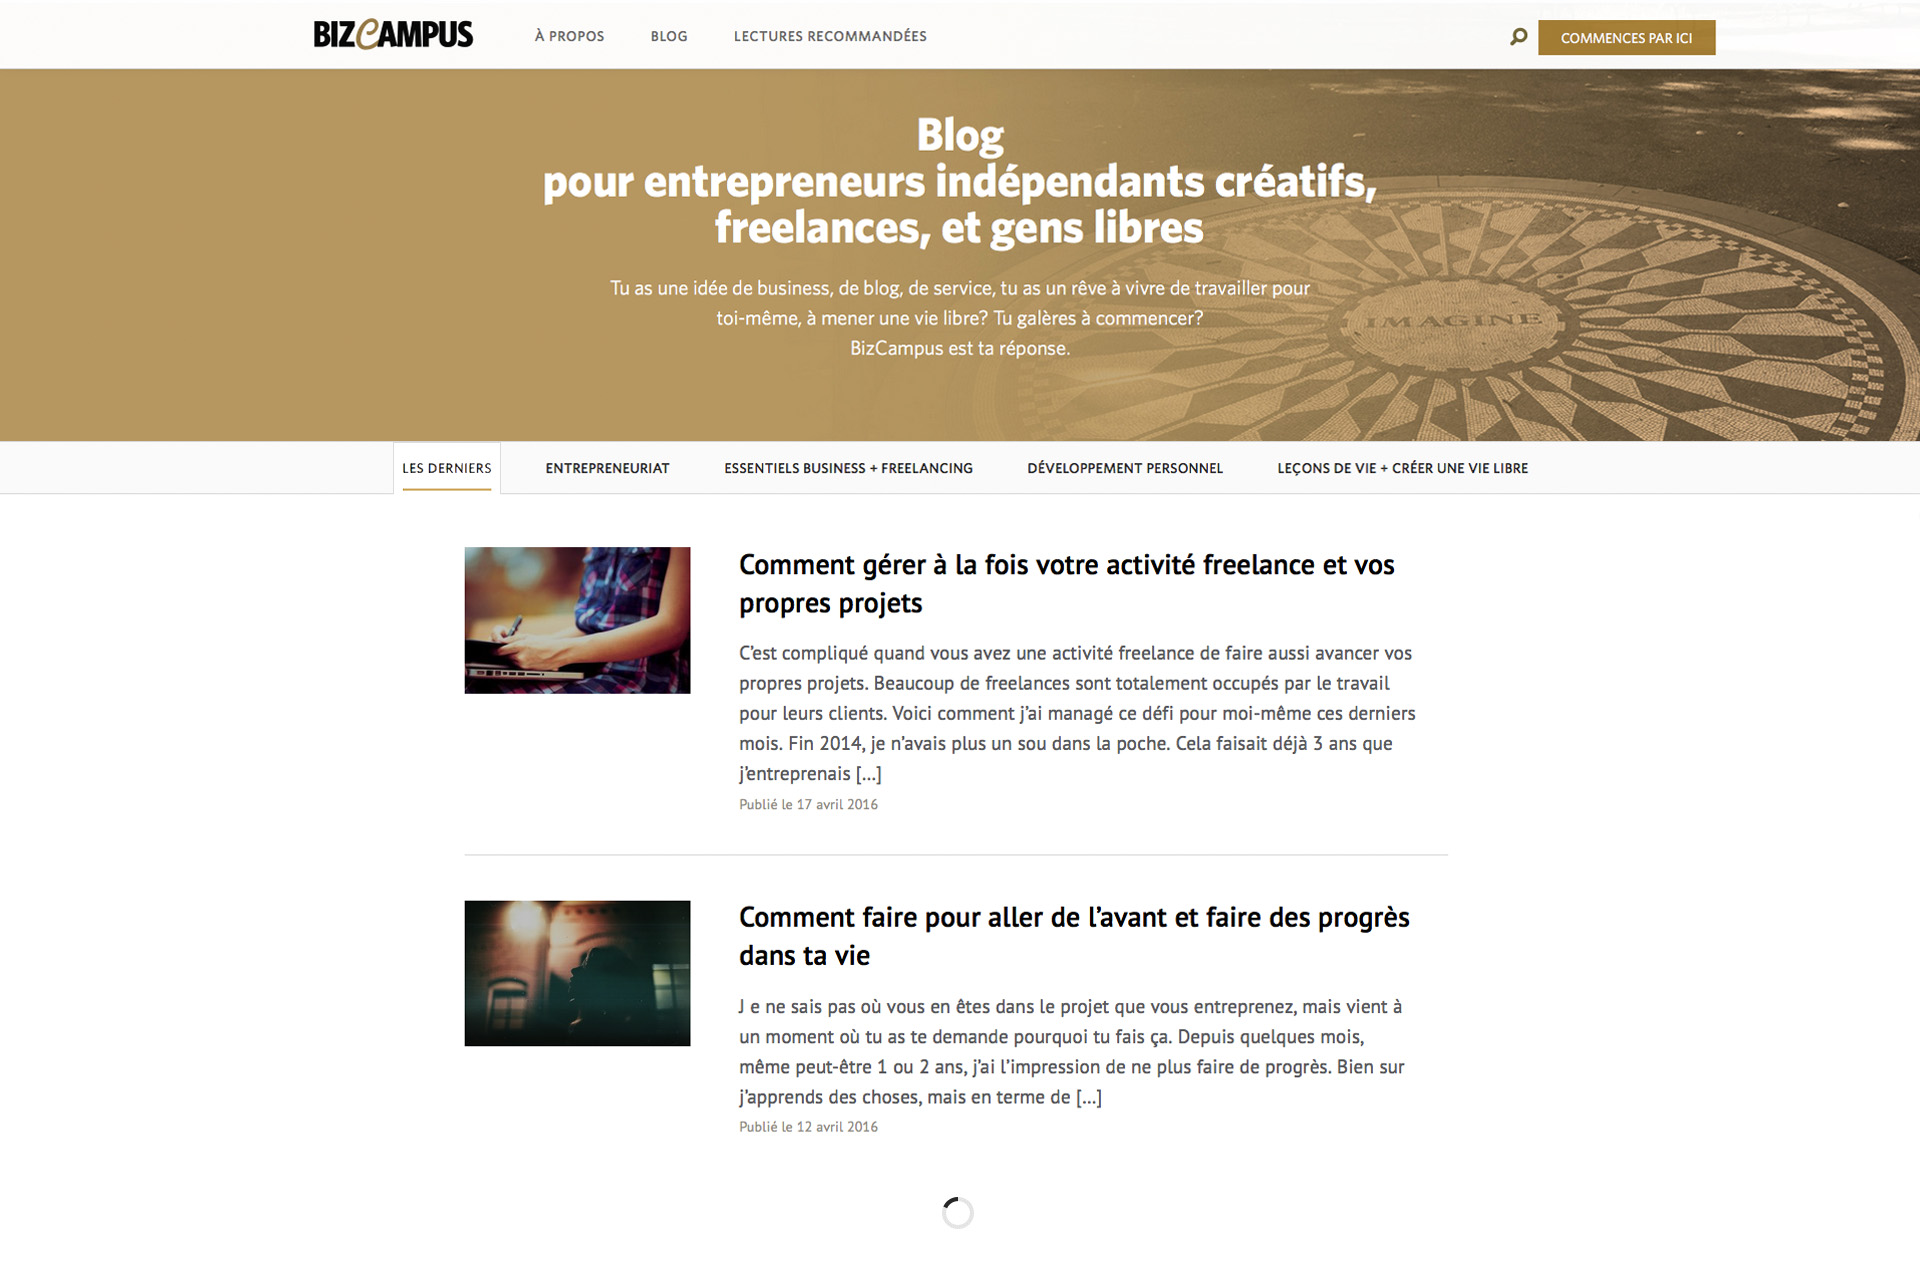 BIZCAMPUS
À PROPOS
BLOG
LECTURES RECOMMANDÉES
COMMENCES PAR ICI
Blog
pour entrepreneurs indépendants créatifs,
freelances, et gens libres
Tu as une idée de business, de blog, de service, tu as un rêve à vivre de travailler pour
toi-même, à mener une vie libre? Tu galères à commencer?
BizCampus est ta réponse.
IMAGINE
LES DERNIERS
ENTREPRENEURIAT
ESSENTIELS BUSINESS + FREELANCING
DÉVELOPPEMENT PERSONNEL
LEÇONS DE VIE + CRÉER UNE VIE LIBRE
Comment gérer à la fois votre activité freelance et vos
propres projets
C’est compliqué quand vous avez une activité freelance de faire aussi avancer vos
propres projets. Beaucoup de freelances sont totalement occupés par le travail
pour leurs clients. Voici comment j’ai managé ce défi pour moi-même ces derniers
mois. Fin 2014, je n’avais plus un sou dans la poche. Cela faisait déjà 3 ans que
j’entreprenais [...]
Publié le 17 avril 2016
Comment faire pour aller de l’avant et faire des progrès
dans ta vie
J e ne sais pas où vous en êtes dans le projet que vous entreprenez, mais vient à
un moment où tu as te demande pourquoi tu fais ça. Depuis quelques mois,
même peut-être 1 ou 2 ans, j’ai l’impression de ne plus faire de progrès. Bien sur
j’apprends des choses, mais en terme de [...]
Publié le 12 avril 2016